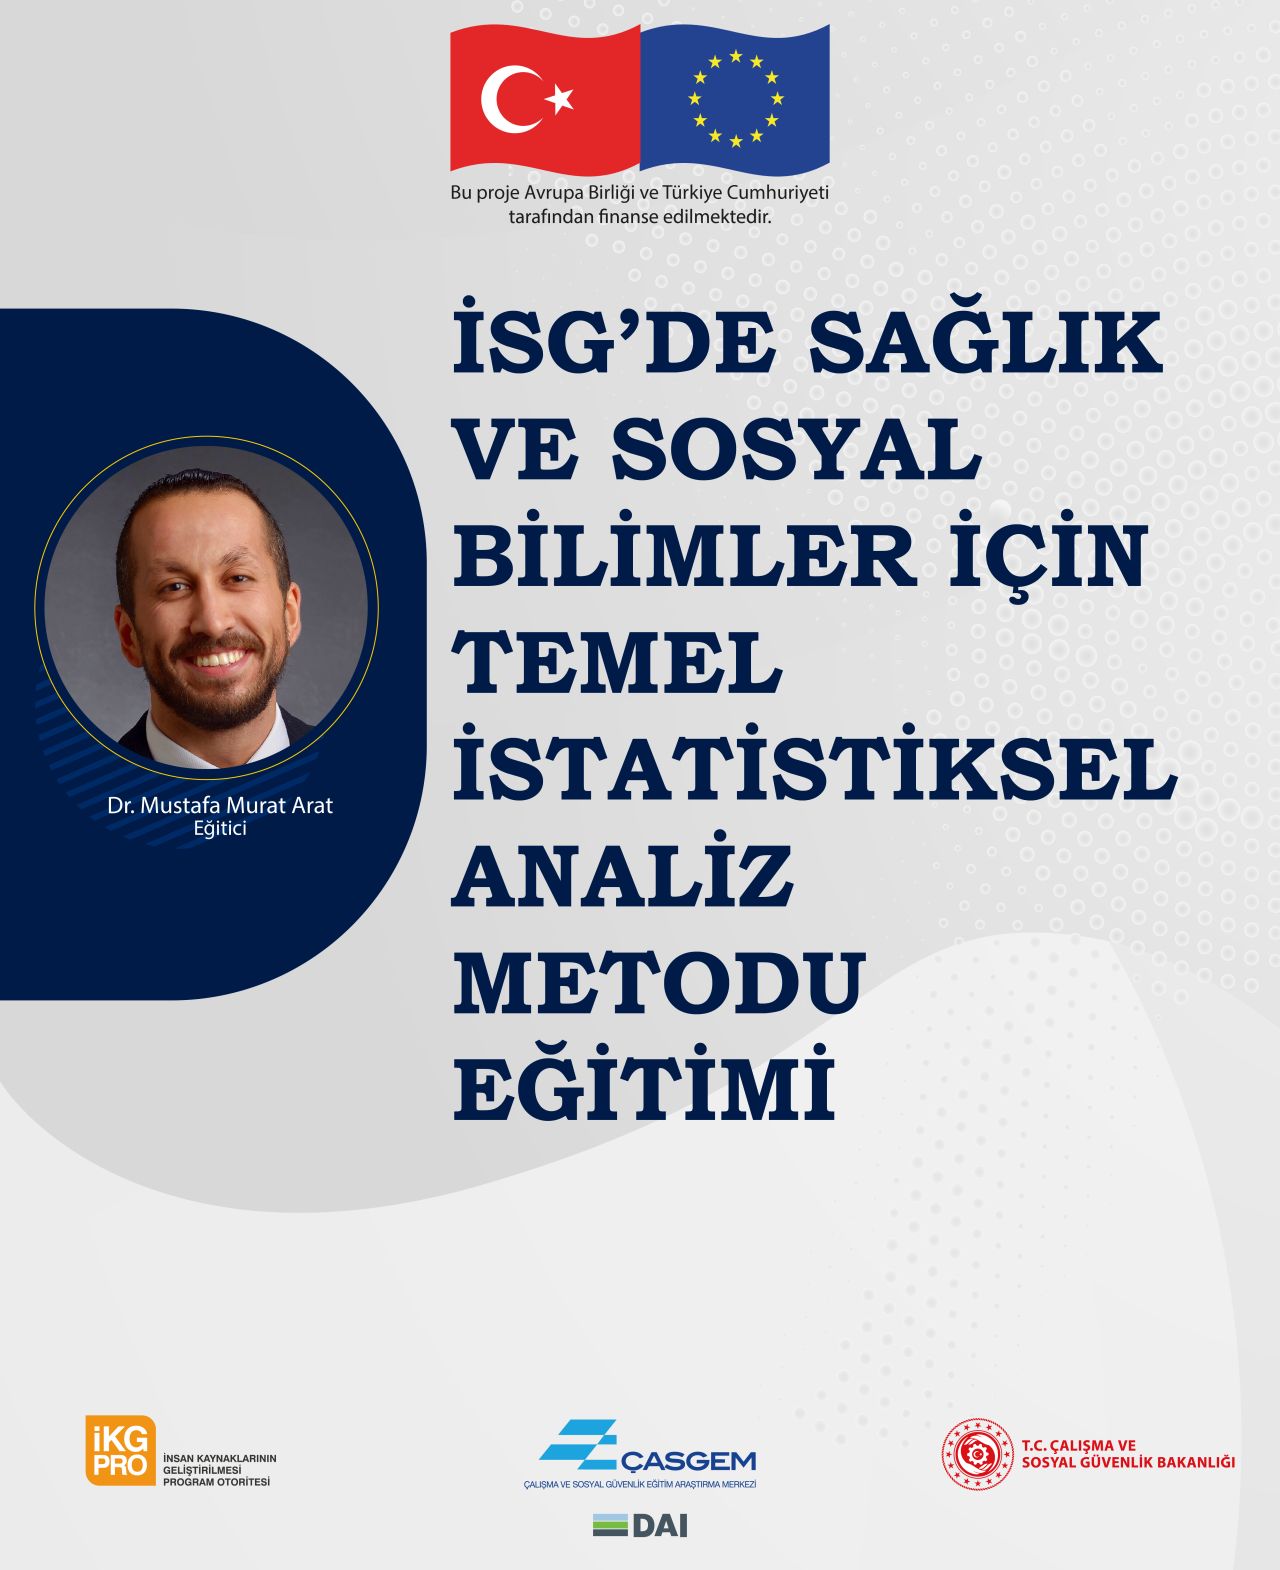 Bu proje Avrupa Birliği ve Türkiye Cumhuriyeti
tarafından finanse edilmektedir.
İSG’DE SAĞLIK
VE SOSYAL
BİLİMLER İÇİN
TEMEL
İSTATİSTİKSEL
ANALİZ
METODU
EĞİTİMİ
Dr. Mustafa Murat Arat
Eğitici
iKG
PRO
İNSAN KAYNAKLARININ
GELİŞTİRİLMESİ
PROGRAM OTORİTESİ
ÇASGEM
ÇALIŞMA VE SOSYAL GÜVENLİK EĞİTİM ARAŞTIRMA MERKEZİ
DAI
T.C. ÇALIŞMA VE
SOSYAL GÜVENLİK BAKANLIĞI